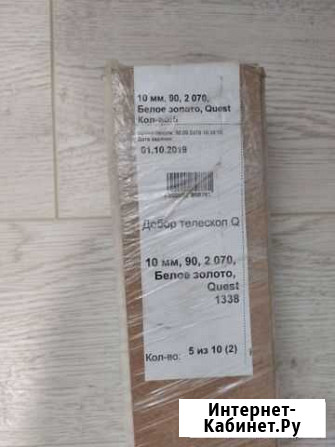 10 мм, 90, 2 070,
Белое золото, Quest
01.10.2019
Добор телескоп Q
10 мм, 90, 2 070,
Белое золото,
Quest
1338
Кол-во: 5 из 10 (2)
Интернет-
Кабинет.Ру